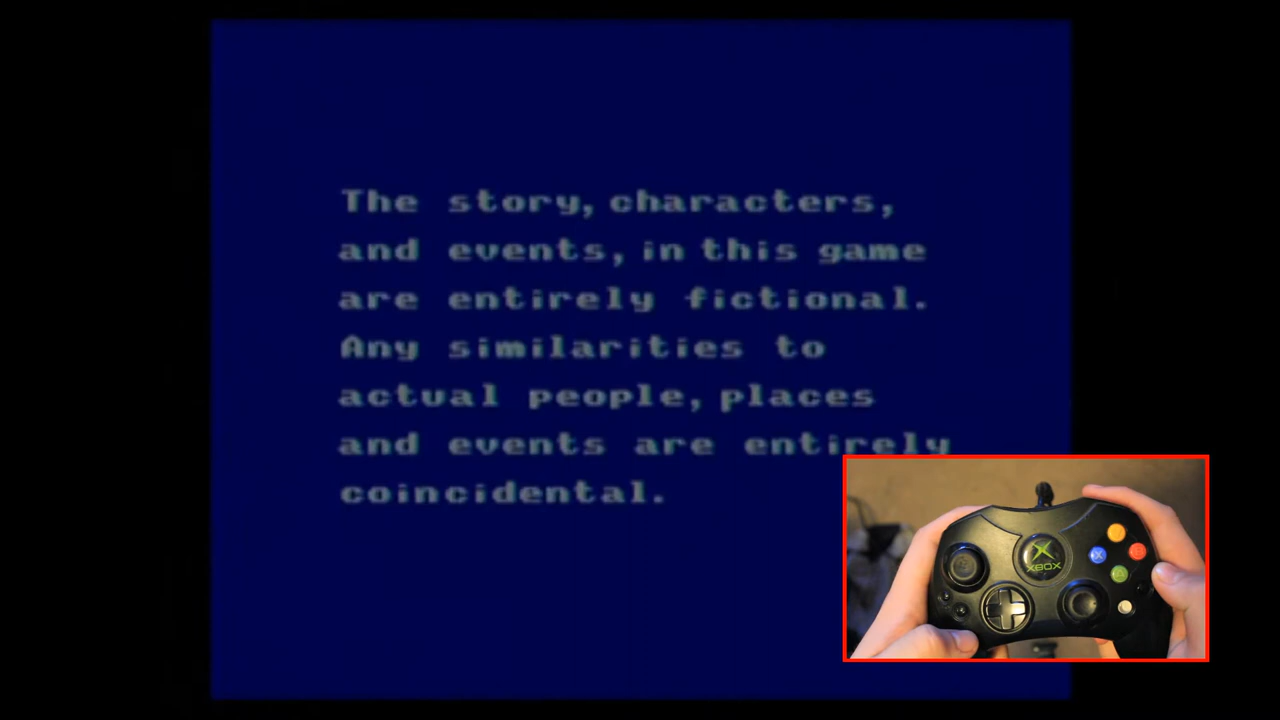 The story, characters,
and events, in this game
are entirely fictional.
Any similarities to
actual people, places
and events are entirely
coincidental.
XBOX
X
B
A